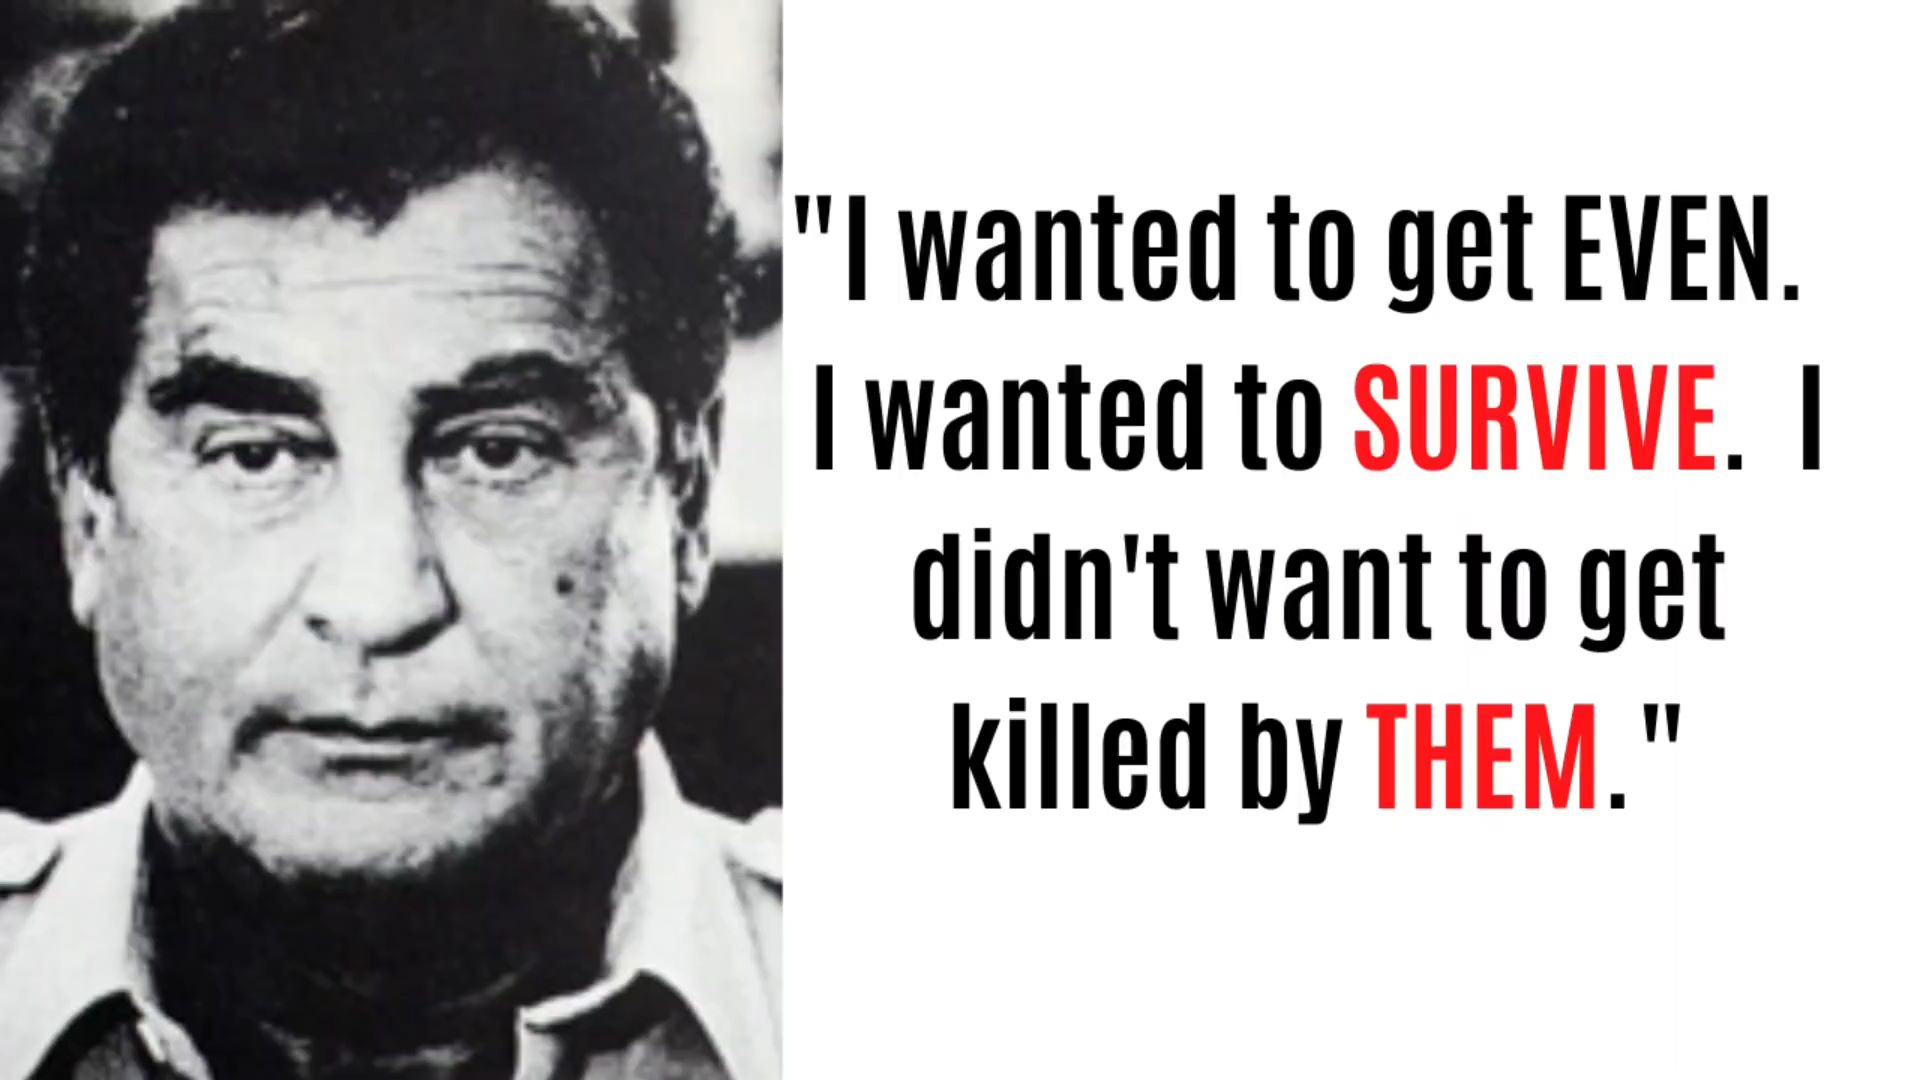 "I wanted to get EVEN.
I wanted to SURVIVE. I
didn't want to get
killed by THEM."